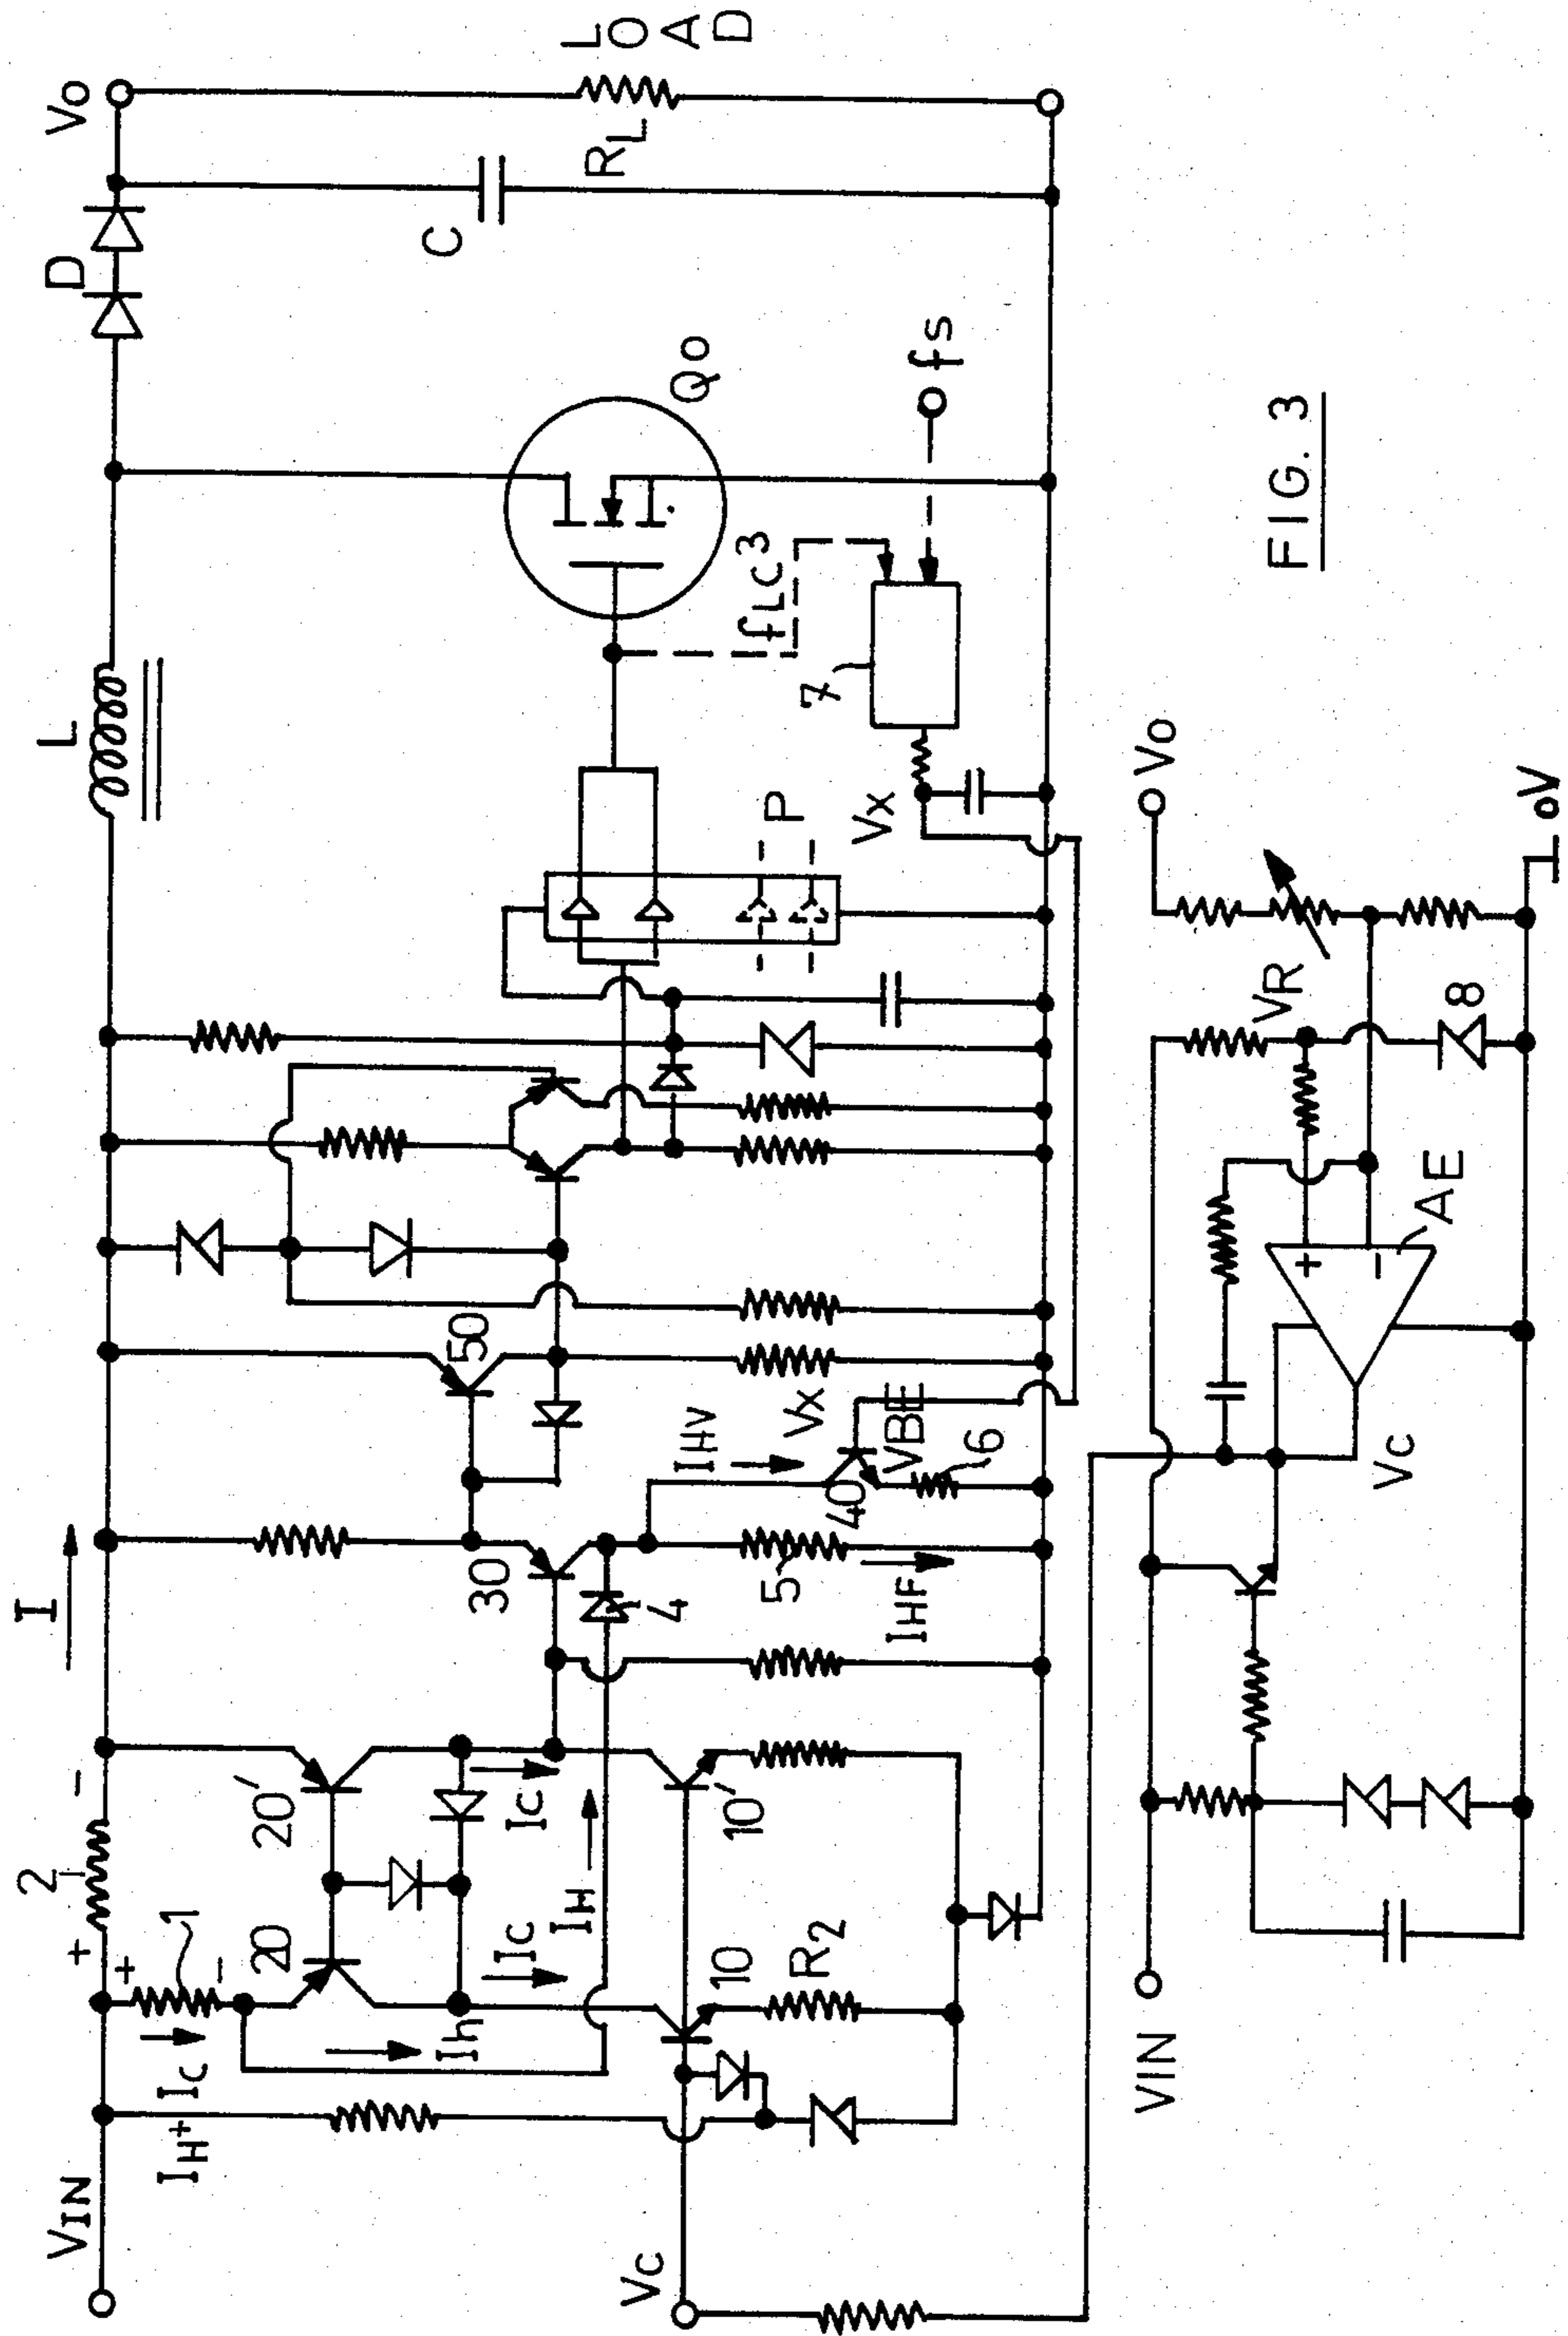 VIN
IH+ IC
+
+
1
-
2
-
I
L
D
VO
20
20'
Ih
IC
IC
IH
30
50
4
5
IHF
IHV
VX
VBE
40
6
VC
10
10'
R2
QO
C
RL
LOAD
fLC3
7
fS
VX
P
VIN
VC
+
-
AE
VR
8
VO
OV
FIG. 3